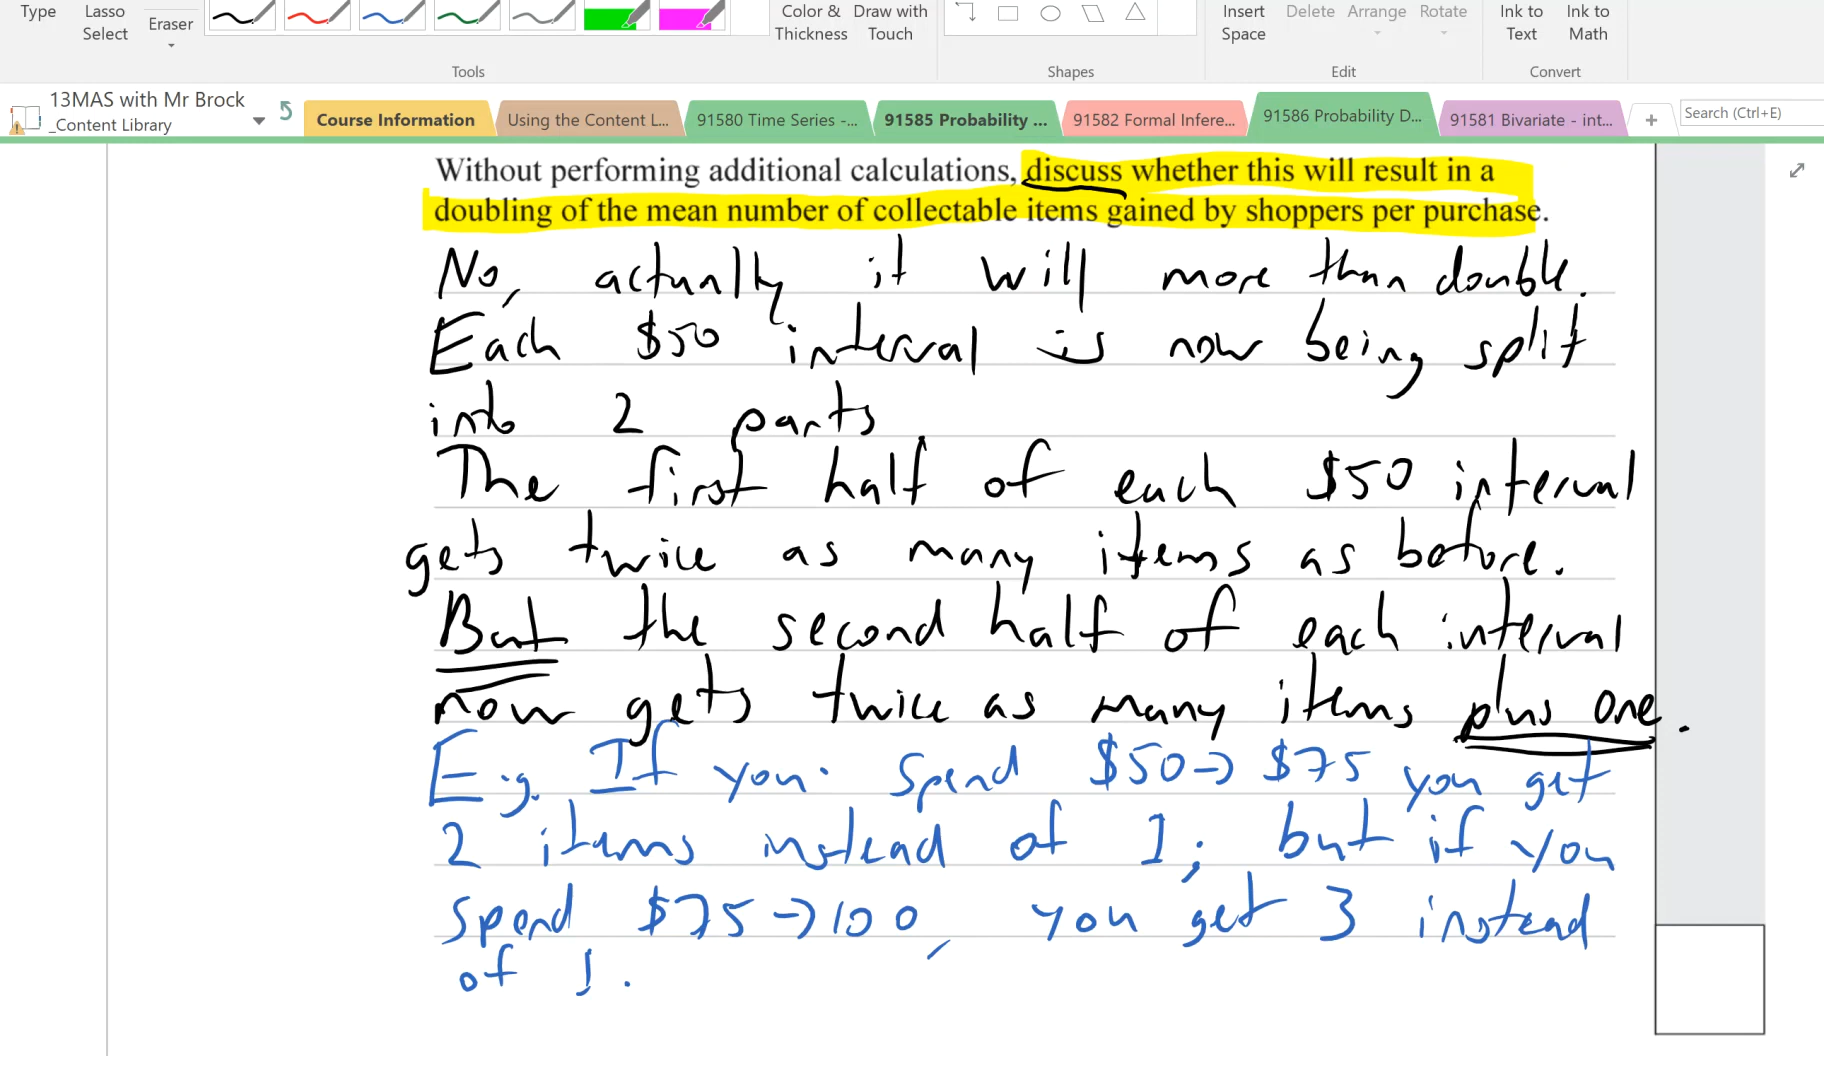 Type
Lasso
Select
Eraser
Color &
Thickness
Draw with
Touch
Insert
Space
Delete
Arrange
Rotate
Ink to
Text
Ink to
Math
Tools
Shapes
Edit
Convert
13MAS with Mr Brock
_Content Library
Course Information
Using the Content L...
91580 Time Series -...
91585 Probability ...
91582 Formal Infere...
91586 Probability D...
91581 Bivariate - int...
+
Search (Ctrl+E)
Without performing additional calculations, discuss whether this will result in a
doubling of the mean number of collectable items gained by shoppers per purchase.
No, actually it will more than double.
Each $50 interval is now being split
into 2 parts
The first half of each $50 interval
gets twice as many items as before.
But the second half of each interval
now gets twice as many items plus one.
E.g. If you spend $50→$75 you get
2 items instead of 1; but if you
spend $75→100, you get 3 instead
of 1.